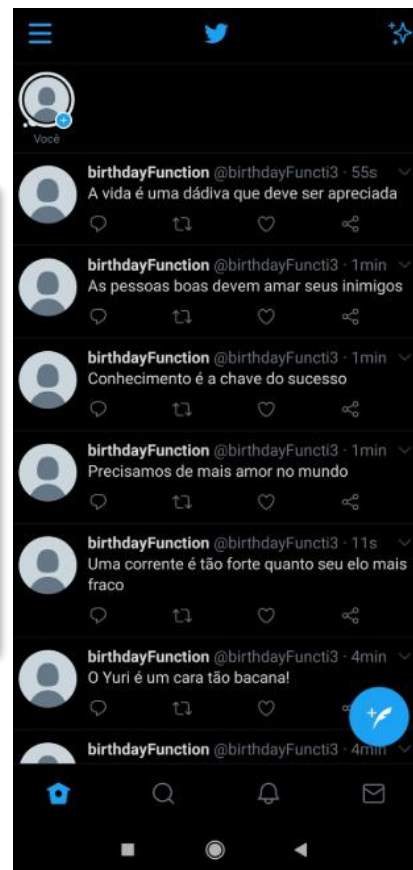 Você
birthdayFunction @birthdayFuncti3 · 55s
A vida é uma dádiva que deve ser apreciada
birthdayFunction @birthdayFuncti3 · 1min
As pessoas boas devem amar seus inimigos
birthdayFunction @birthdayFuncti3 · 1min
Conhecimento é a chave do sucesso
birthdayFunction @birthdayFuncti3 · 1min
Precisamos de mais amor no mundo
birthdayFunction @birthdayFuncti3 · 11s
Uma corrente é tão forte quanto seu elo mais
fraco
birthdayFunction @birthdayFuncti3 · 4min
O Yuri é um cara tão bacana!
birthdayFunction @birthdayFuncti3 · 4min